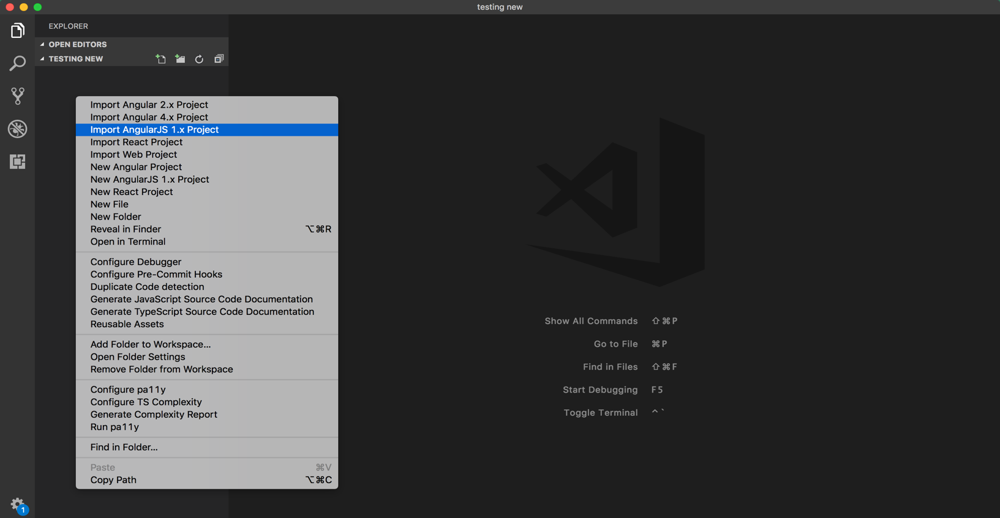 testing new
EXPLORER
OPEN EDITORS
TESTING NEW
Import Angular 2.x Project
Import Angular 4.x Project
Import AngularJS 1.x Project
Import React Project
Import Web Project
New Angular Project
New AngularJS 1.x Project
New React Project
New File
New Folder
Reveal in Finder ⌥⌘R
Open in Terminal
Configure Debugger
Configure Pre-Commit Hooks
Duplicate Code detection
Generate JavaScript Source Code Documentation
Generate TypeScript Source Code Documentation
Reusable Assets
Add Folder to Workspace...
Open Folder Settings
Remove Folder from Workspace
Configure pa11y
Configure TS Complexity
Generate Complexity Report
Run pa11y
Find in Folder...
Paste ⌘V
Copy Path ⌥⌘C
Show All Commands ⇧⌘P
Go to File ⌘P
Find in Files ⇧⌘F
Start Debugging F5
Toggle Terminal ^`
1